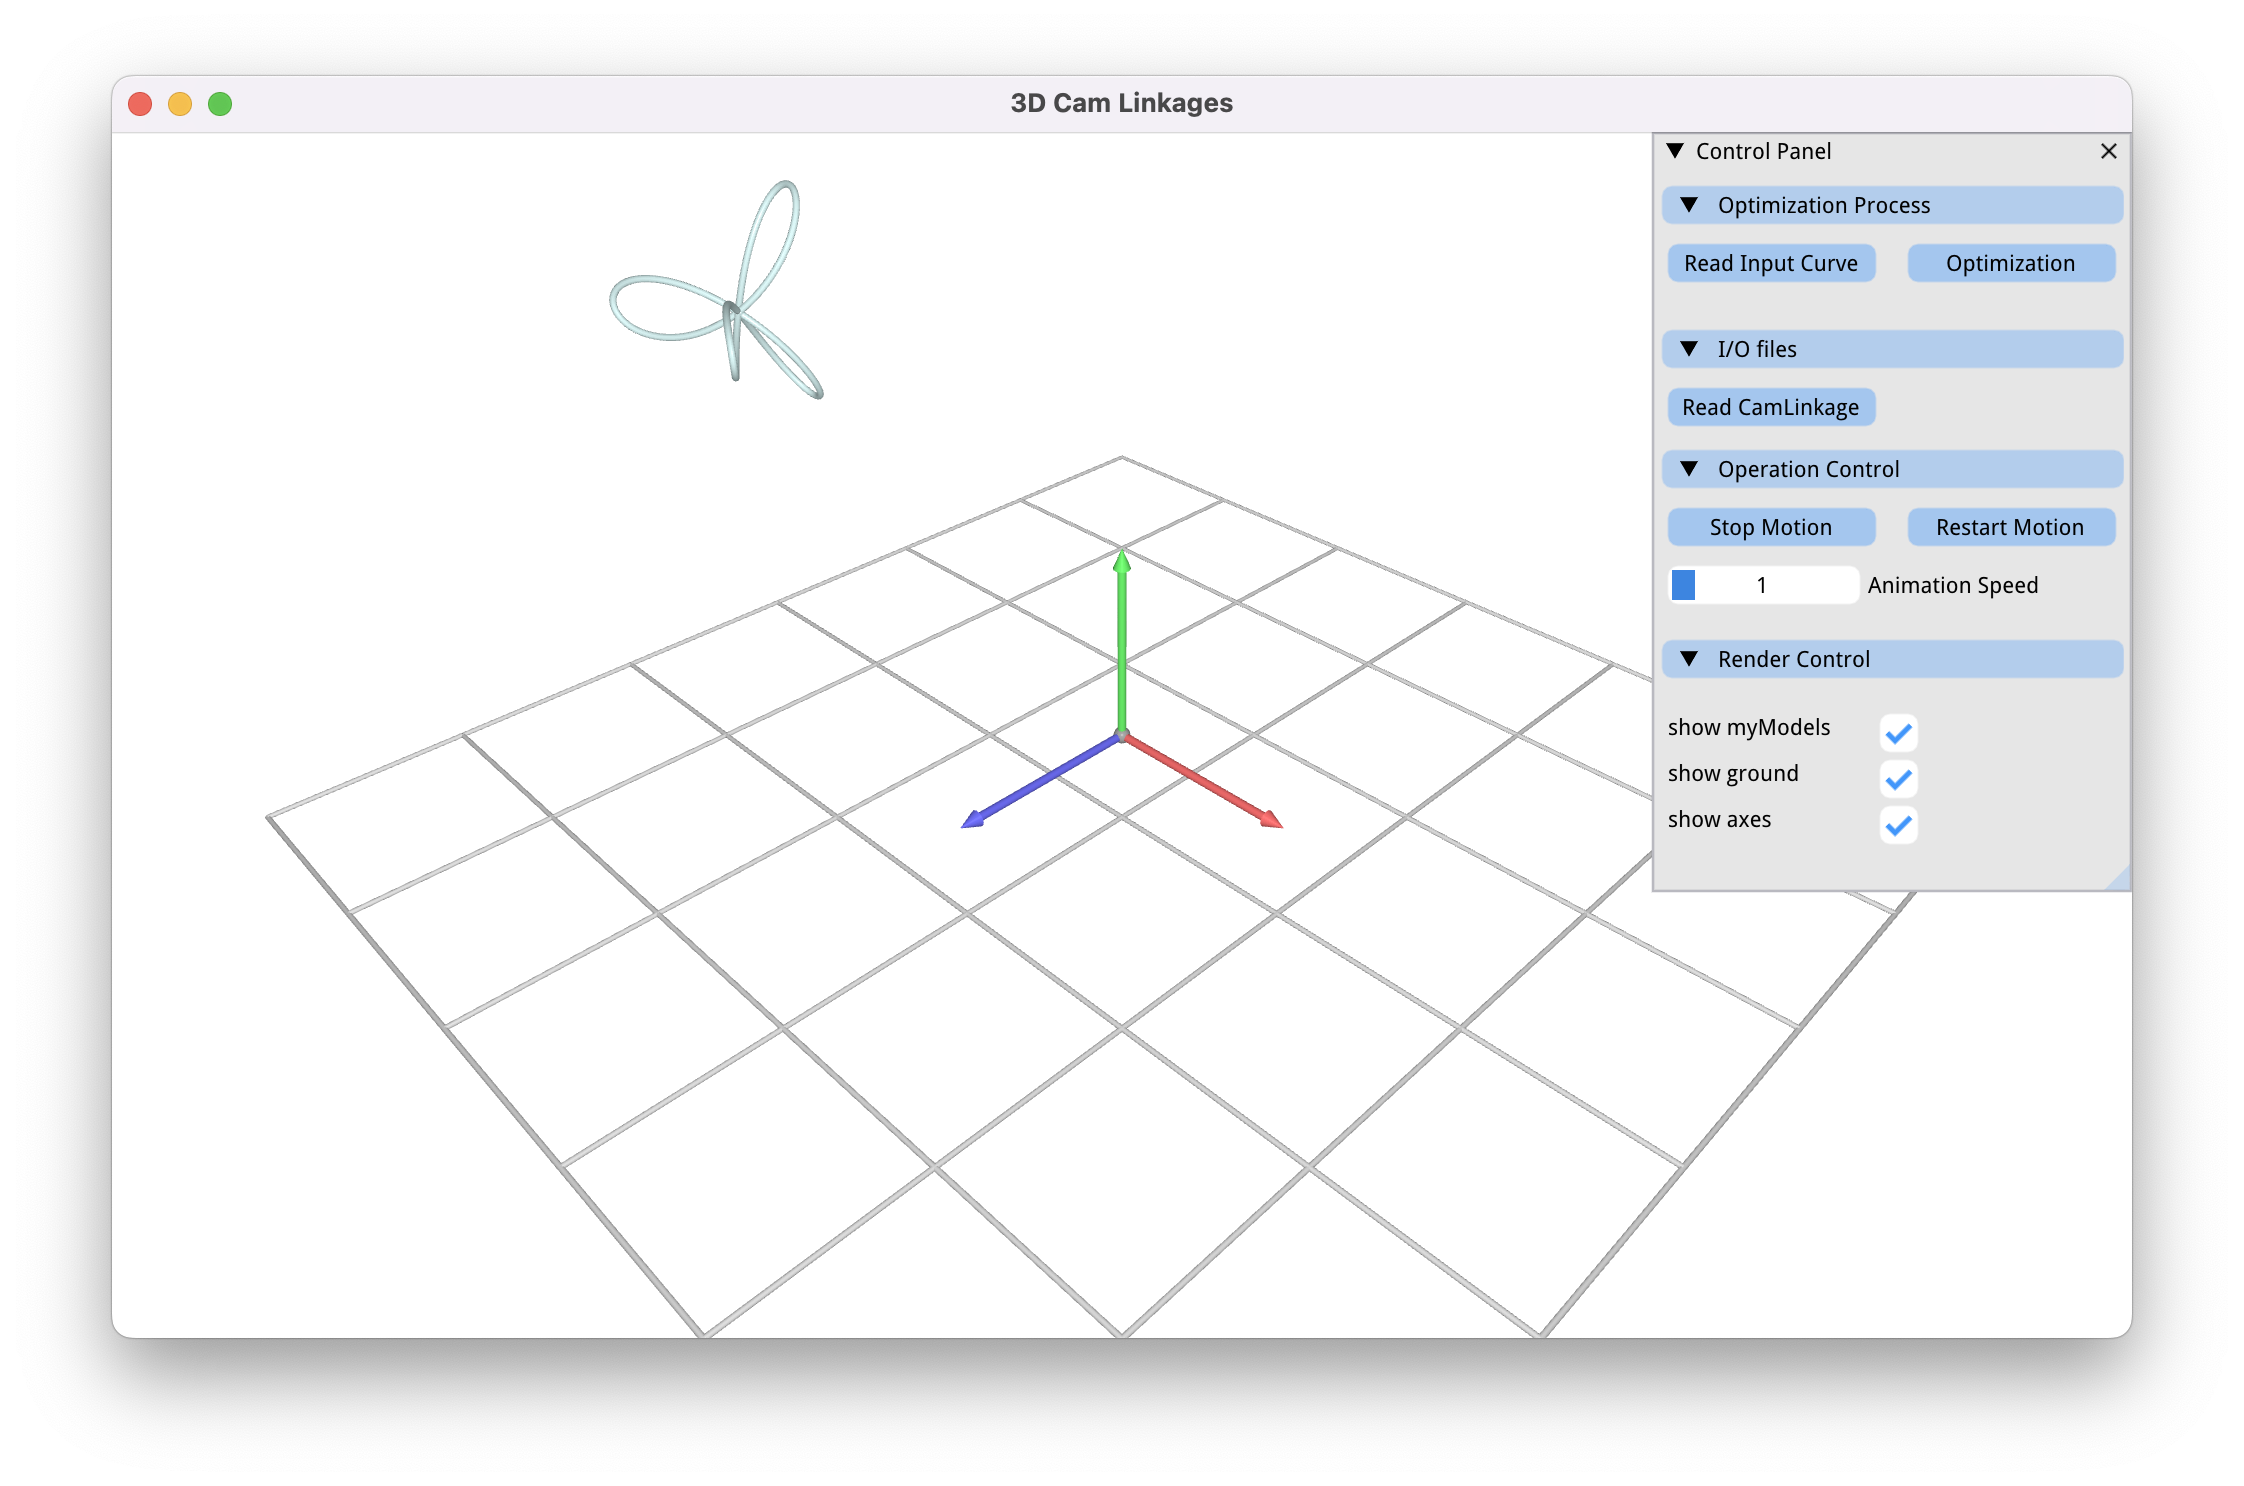 3D Cam Linkages
Control Panel
Optimization Process
Read Input Curve
Optimization
I/O files
Read CamLinkage
Operation Control
Stop Motion
Restart Motion
1
Animation Speed
Render Control
show myModels
show ground
show axes